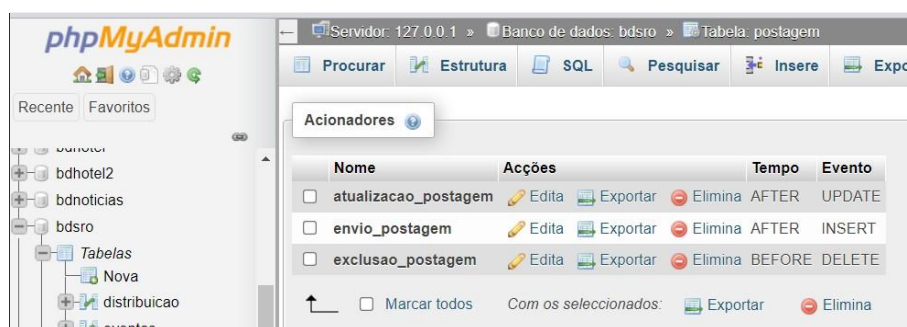 phpMyAdmin
Recente Favoritos
bdhotel2
bdnoticias
bdsro
Tabelas
Nova
distribuicao
Servidor: 127.0.0.1 » Banco de dados: bdsro » Tabela: postagem
Procurar Estrutura SQL Pesquisar Insere Expo
Acionadores
Nome Acções Tempo Evento
atualizacao_postagem Edita Exportar Elimina AFTER UPDATE
envio_postagem Edita Exportar Elimina AFTER INSERT
exclusao_postagem Edita Exportar Elimina BEFORE DELETE
Marcar todos Com os seleccionados: Exportar Elimina